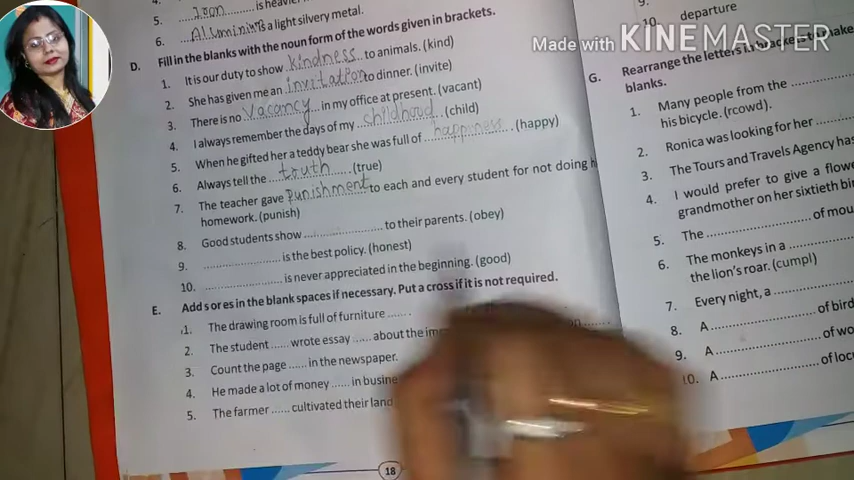 5. Iron is heavier
6. Aluminium is a light silvery metal.
D. Fill in the blanks with the noun form of the words given in brackets.
1. It is our duty to show kindness to animals. (kind)
2. She has given me an invitation to dinner. (invite)
3. There is no Vacancy in my office at present. (vacant)
4. I always remember the days of my childhood (child)
5. When he gifted her a teddy bear she was full of happiness. (happy)
6. Always tell the truth (true)
7. The teacher gave Punishment to each and every student for not doing h
homework. (punish)
8. Good students show .................. to their parents. (obey)
9. .................. is the best policy. (honest)
10. .................. is never appreciated in the beginning. (good)
E. Add s or es in the blank spaces if necessary. Put a cross if it is not required.
1. The drawing room is full of furniture ......
2. The student ...... wrote essay ...... about the
3. Count the page ...... in the newspaper.
4. He made a lot of money ...... in
5. The farmer ...... cultivated their
18
9.
10. departure
Made with KINEMASTER
G. Rearrange the letters in brackets to make
blanks.
1. Many people from the ..................
his bicycle. (rcowd).
2. Ronica was looking for her
3. The Tours and Travels Agency has
4. I would prefer to give a
grandmother on her sixtieth
5. The .................. of
6. The monkeys in a ..................
the lion's roar. (cumpl)
7. Every night, a ..................
8. A .................. of bird
9. A .................. of
10. A .................. of